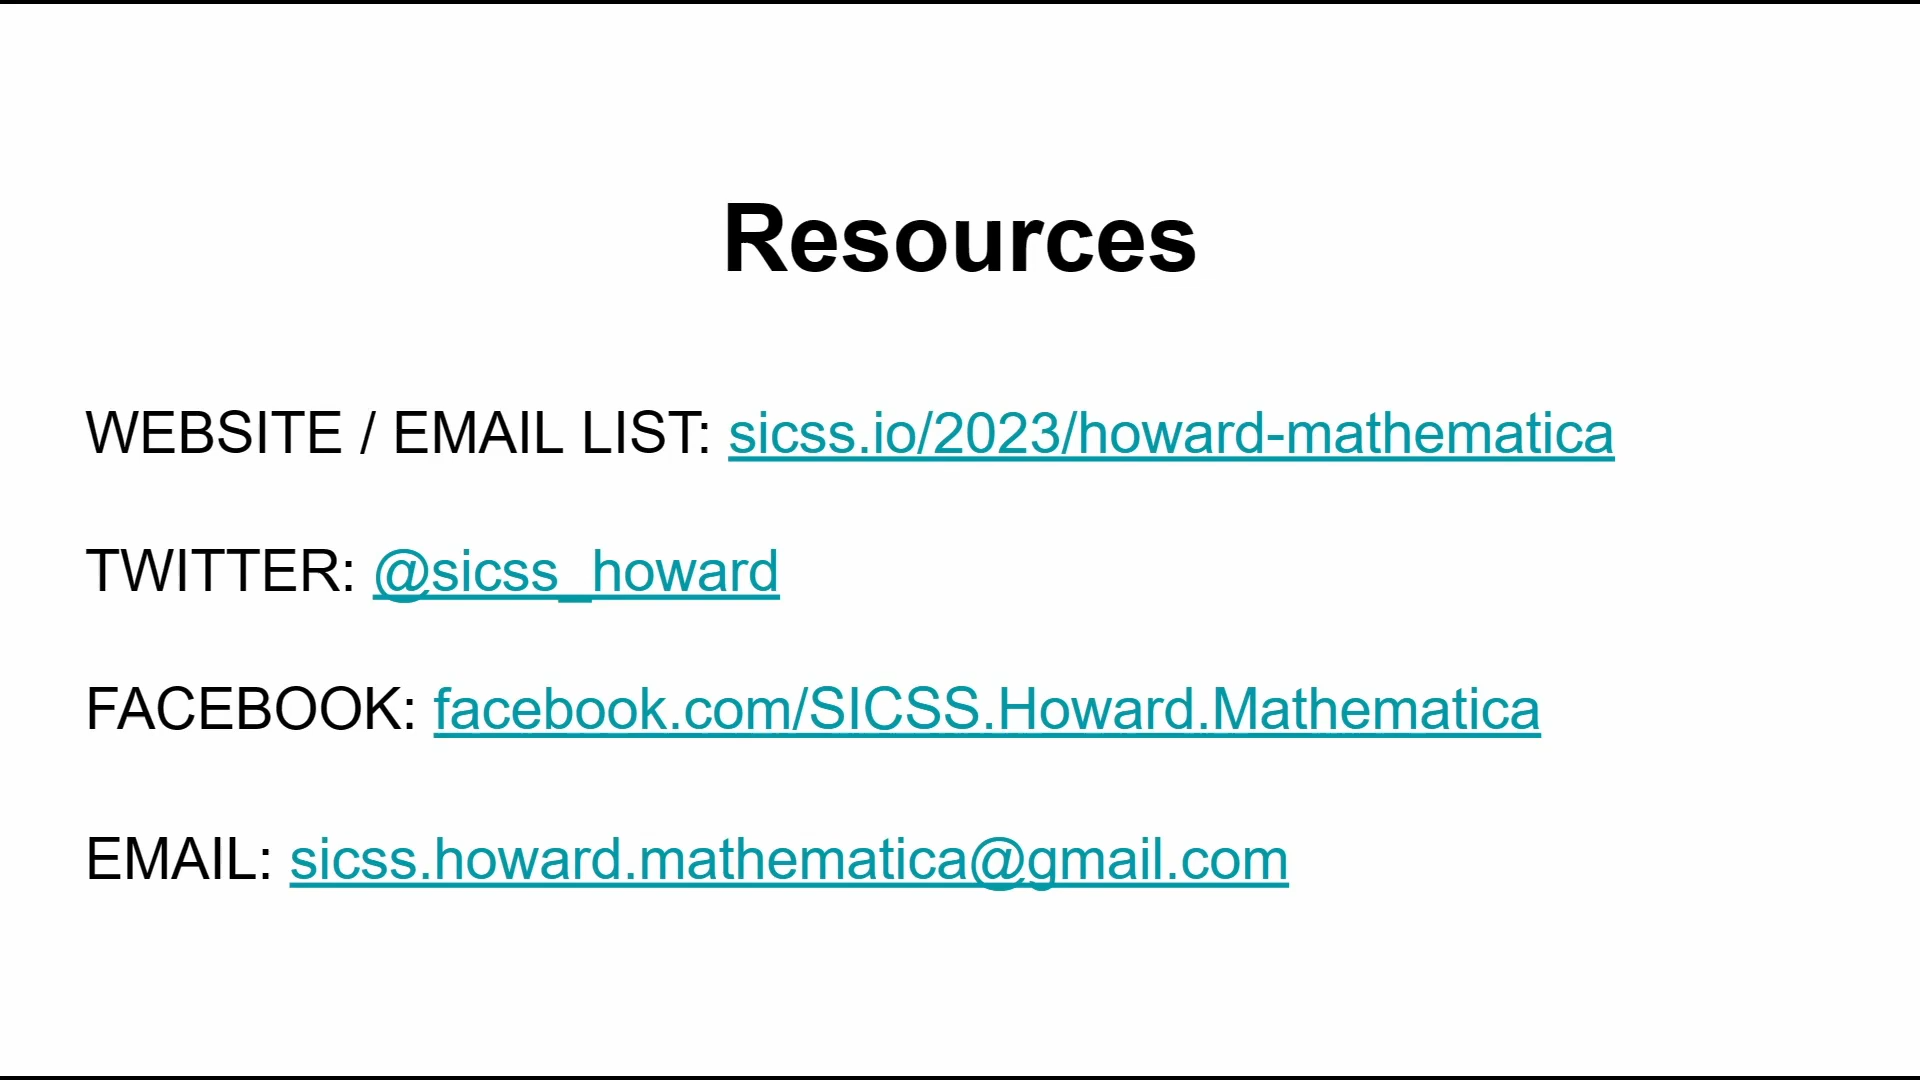 Resources
WEBSITE / EMAIL LIST: sicss.io/2023/howard-mathematica
TWITTER: @sicss_howard
FACEBOOK: facebook.com/SICSS.Howard.Mathematica
EMAIL: sicss.howard.mathematica@gmail.com